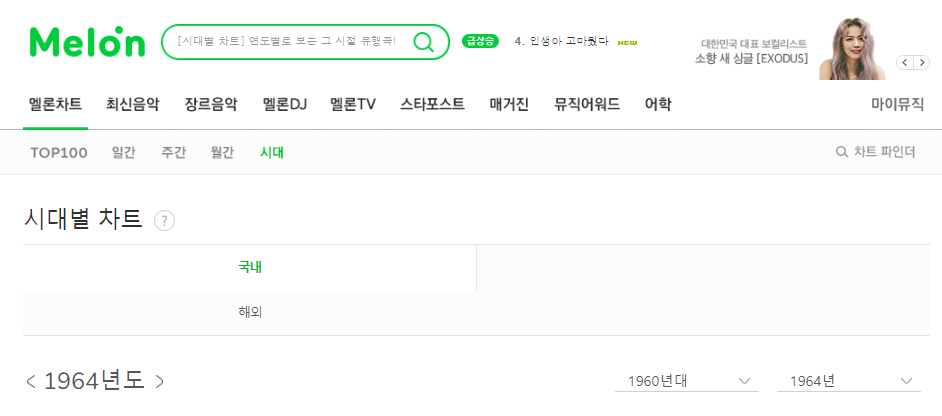 Melon
[시대별 차트] 연도별로 보는 그 시절 유행곡!
급상승 4. 인생아 고마웠다 NEW
대한민국 대표 보컬리스트
소향 새 싱글 [EXODUS]
멜론차트 최신음악 장르음악 멜론DJ 멜론TV 스타포스트 매거진 뮤직어워드 어학 마이뮤직
TOP100 일간 주간 월간 시대 차트 파인더
시대별 차트 ?
국내
해외
< 1964년도 > 1960년대 1964년